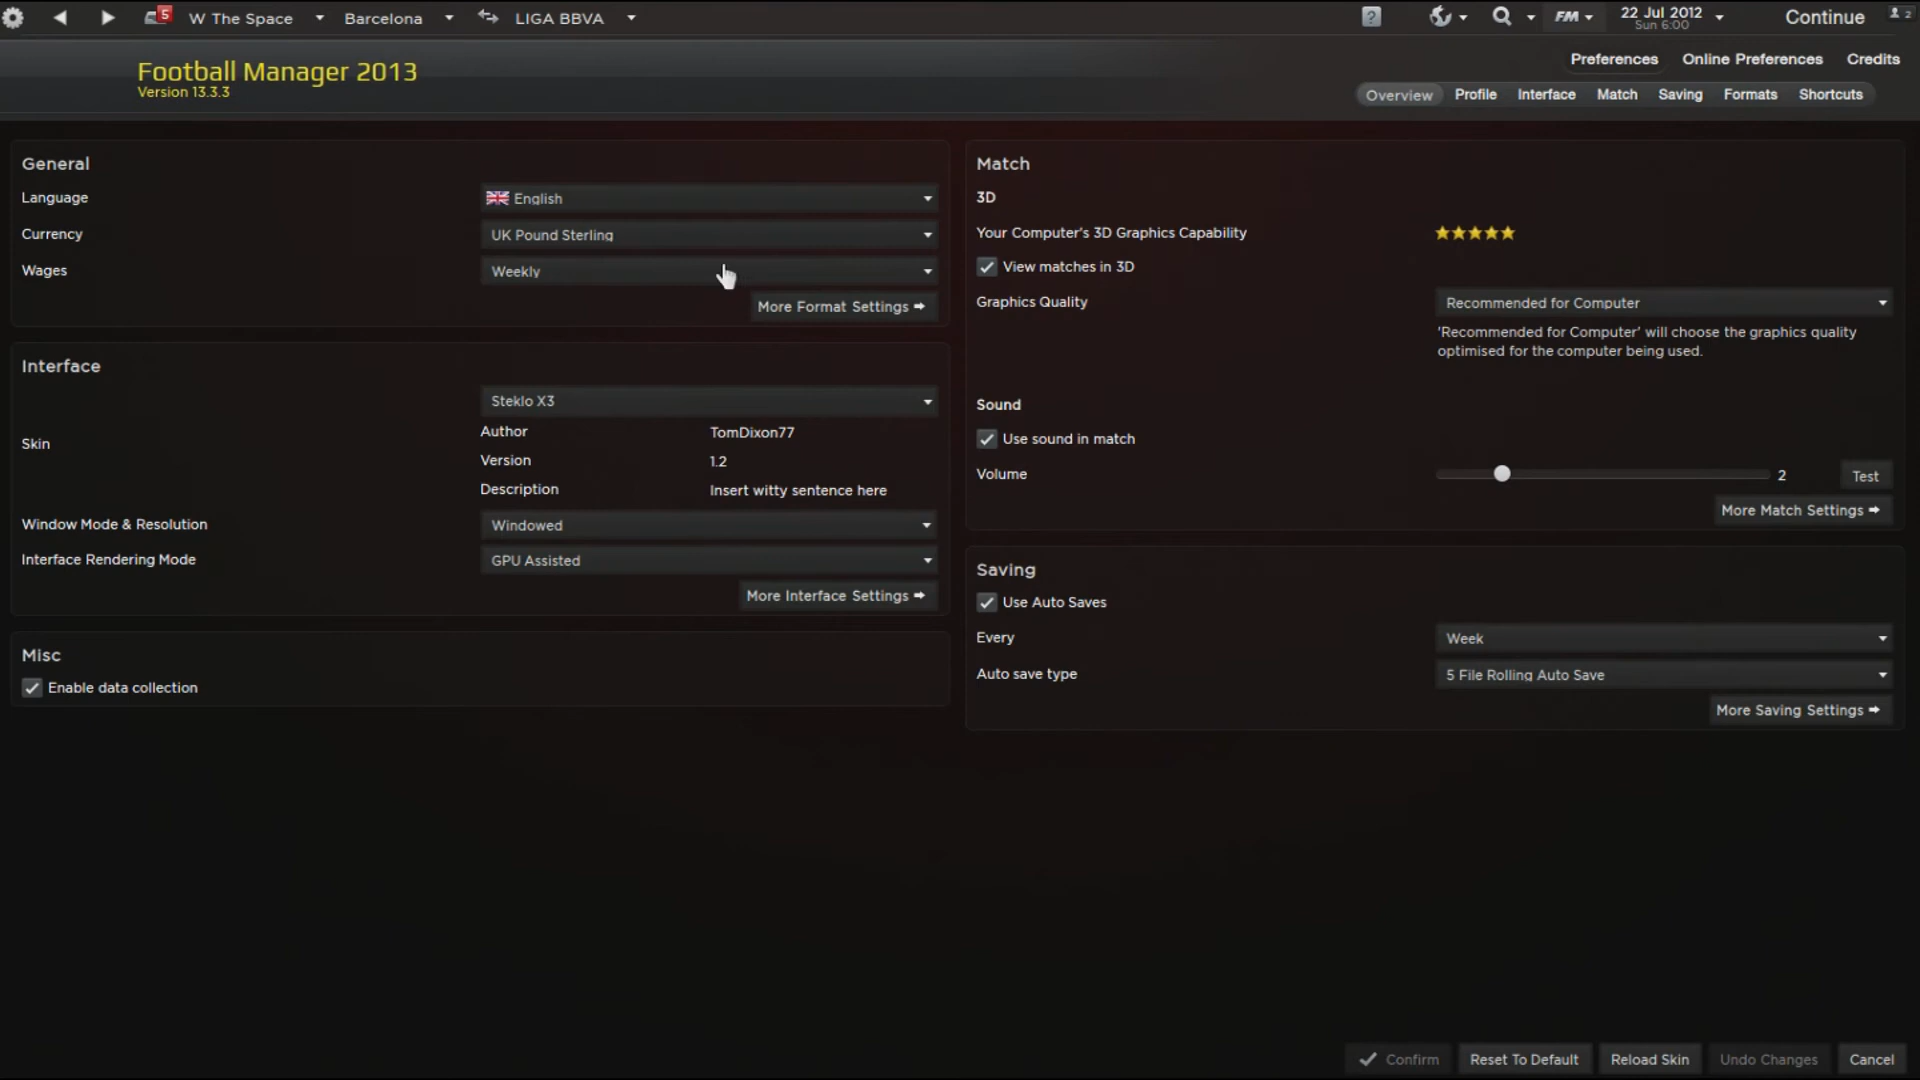 5 W The Space Barcelona LIGA BBVA ? FM 22 Jul 2012 Continue 2
Sun 6:00
Football Manager 2013
Version 13.3.3
Preferences Online Preferences Credits
Overview Profile Interface Match Saving Formats Shortcuts
General
Language English
Currency UK Pound Sterling
Wages Weekly
More Format Settings
Interface
Skin
Steklo X3
Author TomDixon77
Version 1.2
Description Insert witty sentence here
Window Mode & Resolution Windowed
Interface Rendering Mode GPU Assisted
More Interface Settings
Misc
Enable data collection
Match
3D
Your Computer's 3D Graphics Capability
View matches in 3D
Graphics Quality Recommended for Computer
'Recommended for Computer' will choose the graphics quality
optimised for the computer being used.
Sound
Use sound in match
Volume 2 Test
More Match Settings
Saving
Use Auto Saves
Every Week
Auto save type 5 File Rolling Auto Save
More Saving Settings
Confirm Reset To Default Reload Skin Undo Changes Cancel